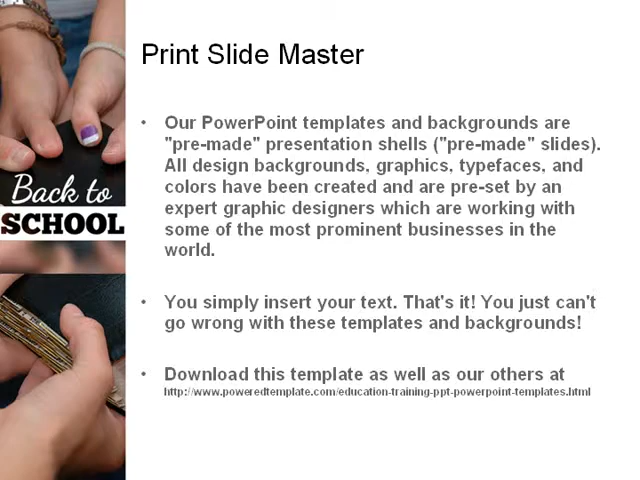 Print Slide Master
Back to
SCHOOL
• Our PowerPoint templates and backgrounds are
"pre-made" presentation shells ("pre-made" slides).
All design backgrounds, graphics, typefaces, and
colors have been created and are pre-set by an
expert graphic designers which are working with
some of the most prominent businesses in the
world.
• You simply insert your text. That's it! You just can't
go wrong with these templates and backgrounds!
• Download this template as well as our others at
http://www.poweredtemplate.com/education-training-ppt-powerpoint-templates.html